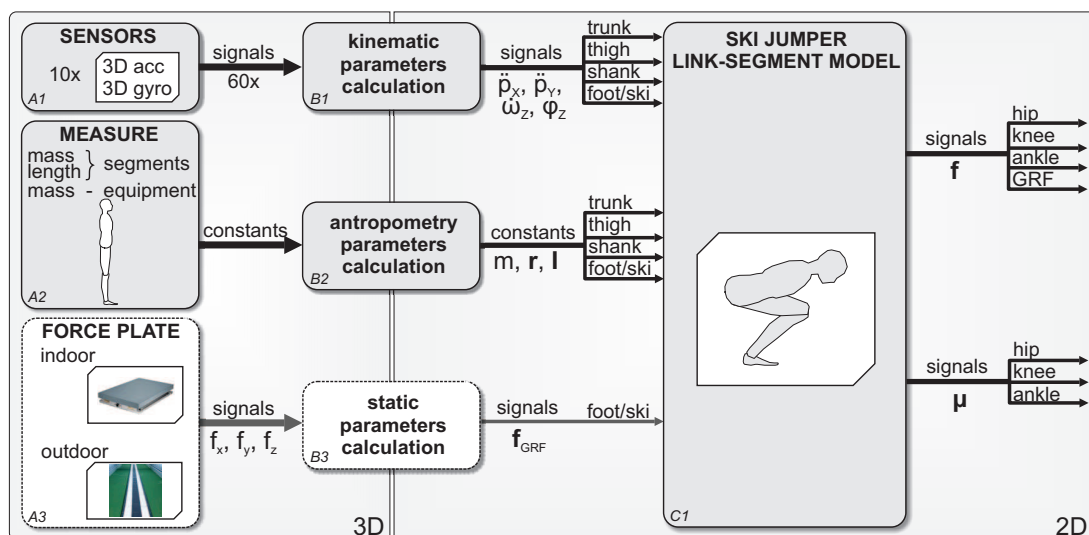 SENSORS
10x
3D acc
3D gyro
A1
signals
60x
kinematic
parameters
calculation
B1
signals
p̈X, p̈Y,
ω̇Z, φZ
trunk
thigh
shank
foot/ski
MEASURE
mass
length } segments
mass - equipment
A2
constants
antropometry
parameters
calculation
B2
constants
m, r, l
trunk
thigh
shank
foot/ski
FORCE PLATE
indoor
outdoor
A3
signals
fx, fy, fz
static
parameters
calculation
B3
signals
fGRF
foot/ski
SKI JUMPER
LINK-SEGMENT MODEL
C1
signals
f
hip
knee
ankle
GRF
signals
μ
hip
knee
ankle
3D
2D